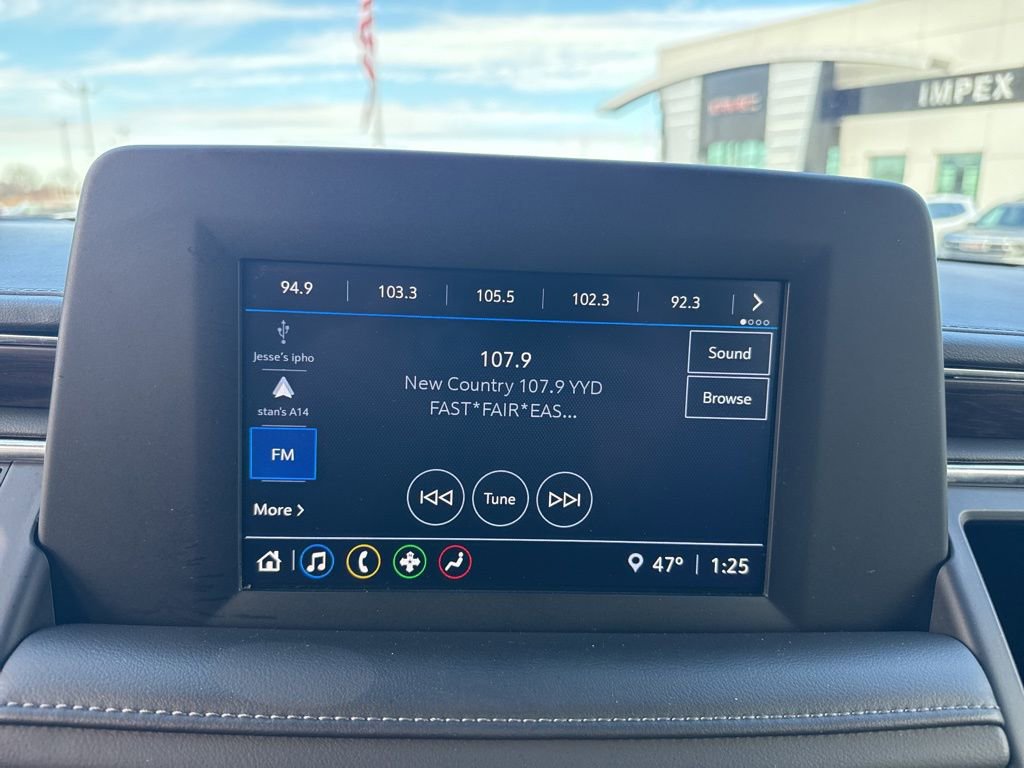 IMPEX
GMC
94.9 103.3 105.5 102.3 92.3
Jesse's ipho
stan's A14
FM
More
107.9
New Country 107.9 YYD
FAST*FAIR*EAS...
Sound
Browse
Tune
47° 1:25